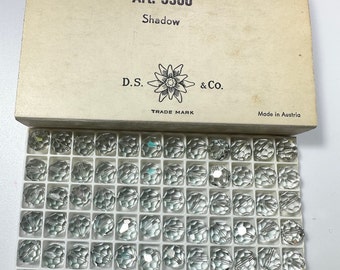 Shadow
D.S. & Co.
TRADE MARK
Made in Austria